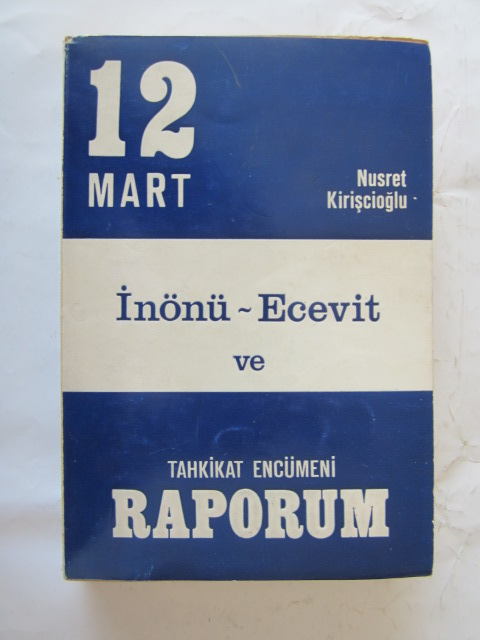 12
MART
Nusret
Kirişcioğlu
İnönü ~ Ecevit
ve
TAHKİKAT ENCÜMENİ
RAPORUM